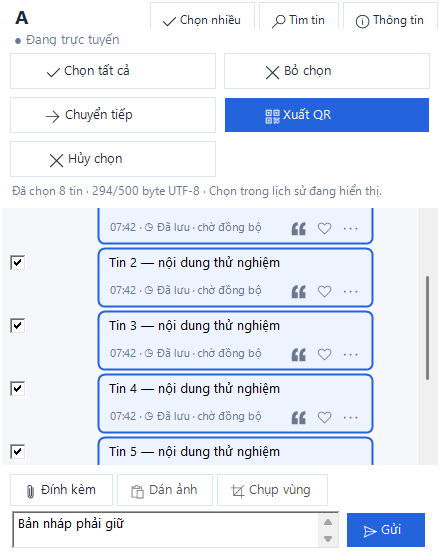 A
Chọn nhiều
Tìm tin
Thông tin
● Đang trực tuyến
Chọn tất cả
Bỏ chọn
Chuyển tiếp
Xuất QR
Hủy chọn
Đã chọn 8 tin · 294/500 byte UTF-8 · Chọn trong lịch sử đang hiển thị.
07:42 · ◷ Đã lưu · chờ đồng bộ
Tin 2 — nội dung thử nghiệm
07:42 · ◷ Đã lưu · chờ đồng bộ
Tin 3 — nội dung thử nghiệm
07:42 · ◷ Đã lưu · chờ đồng bộ
Tin 4 — nội dung thử nghiệm
07:42 · ◷ Đã lưu · chờ đồng bộ
Tin 5 — nội dung thử nghiệm
Đính kèm
Dán ảnh
Chụp vùng
Bản nháp phải giữ
Gửi